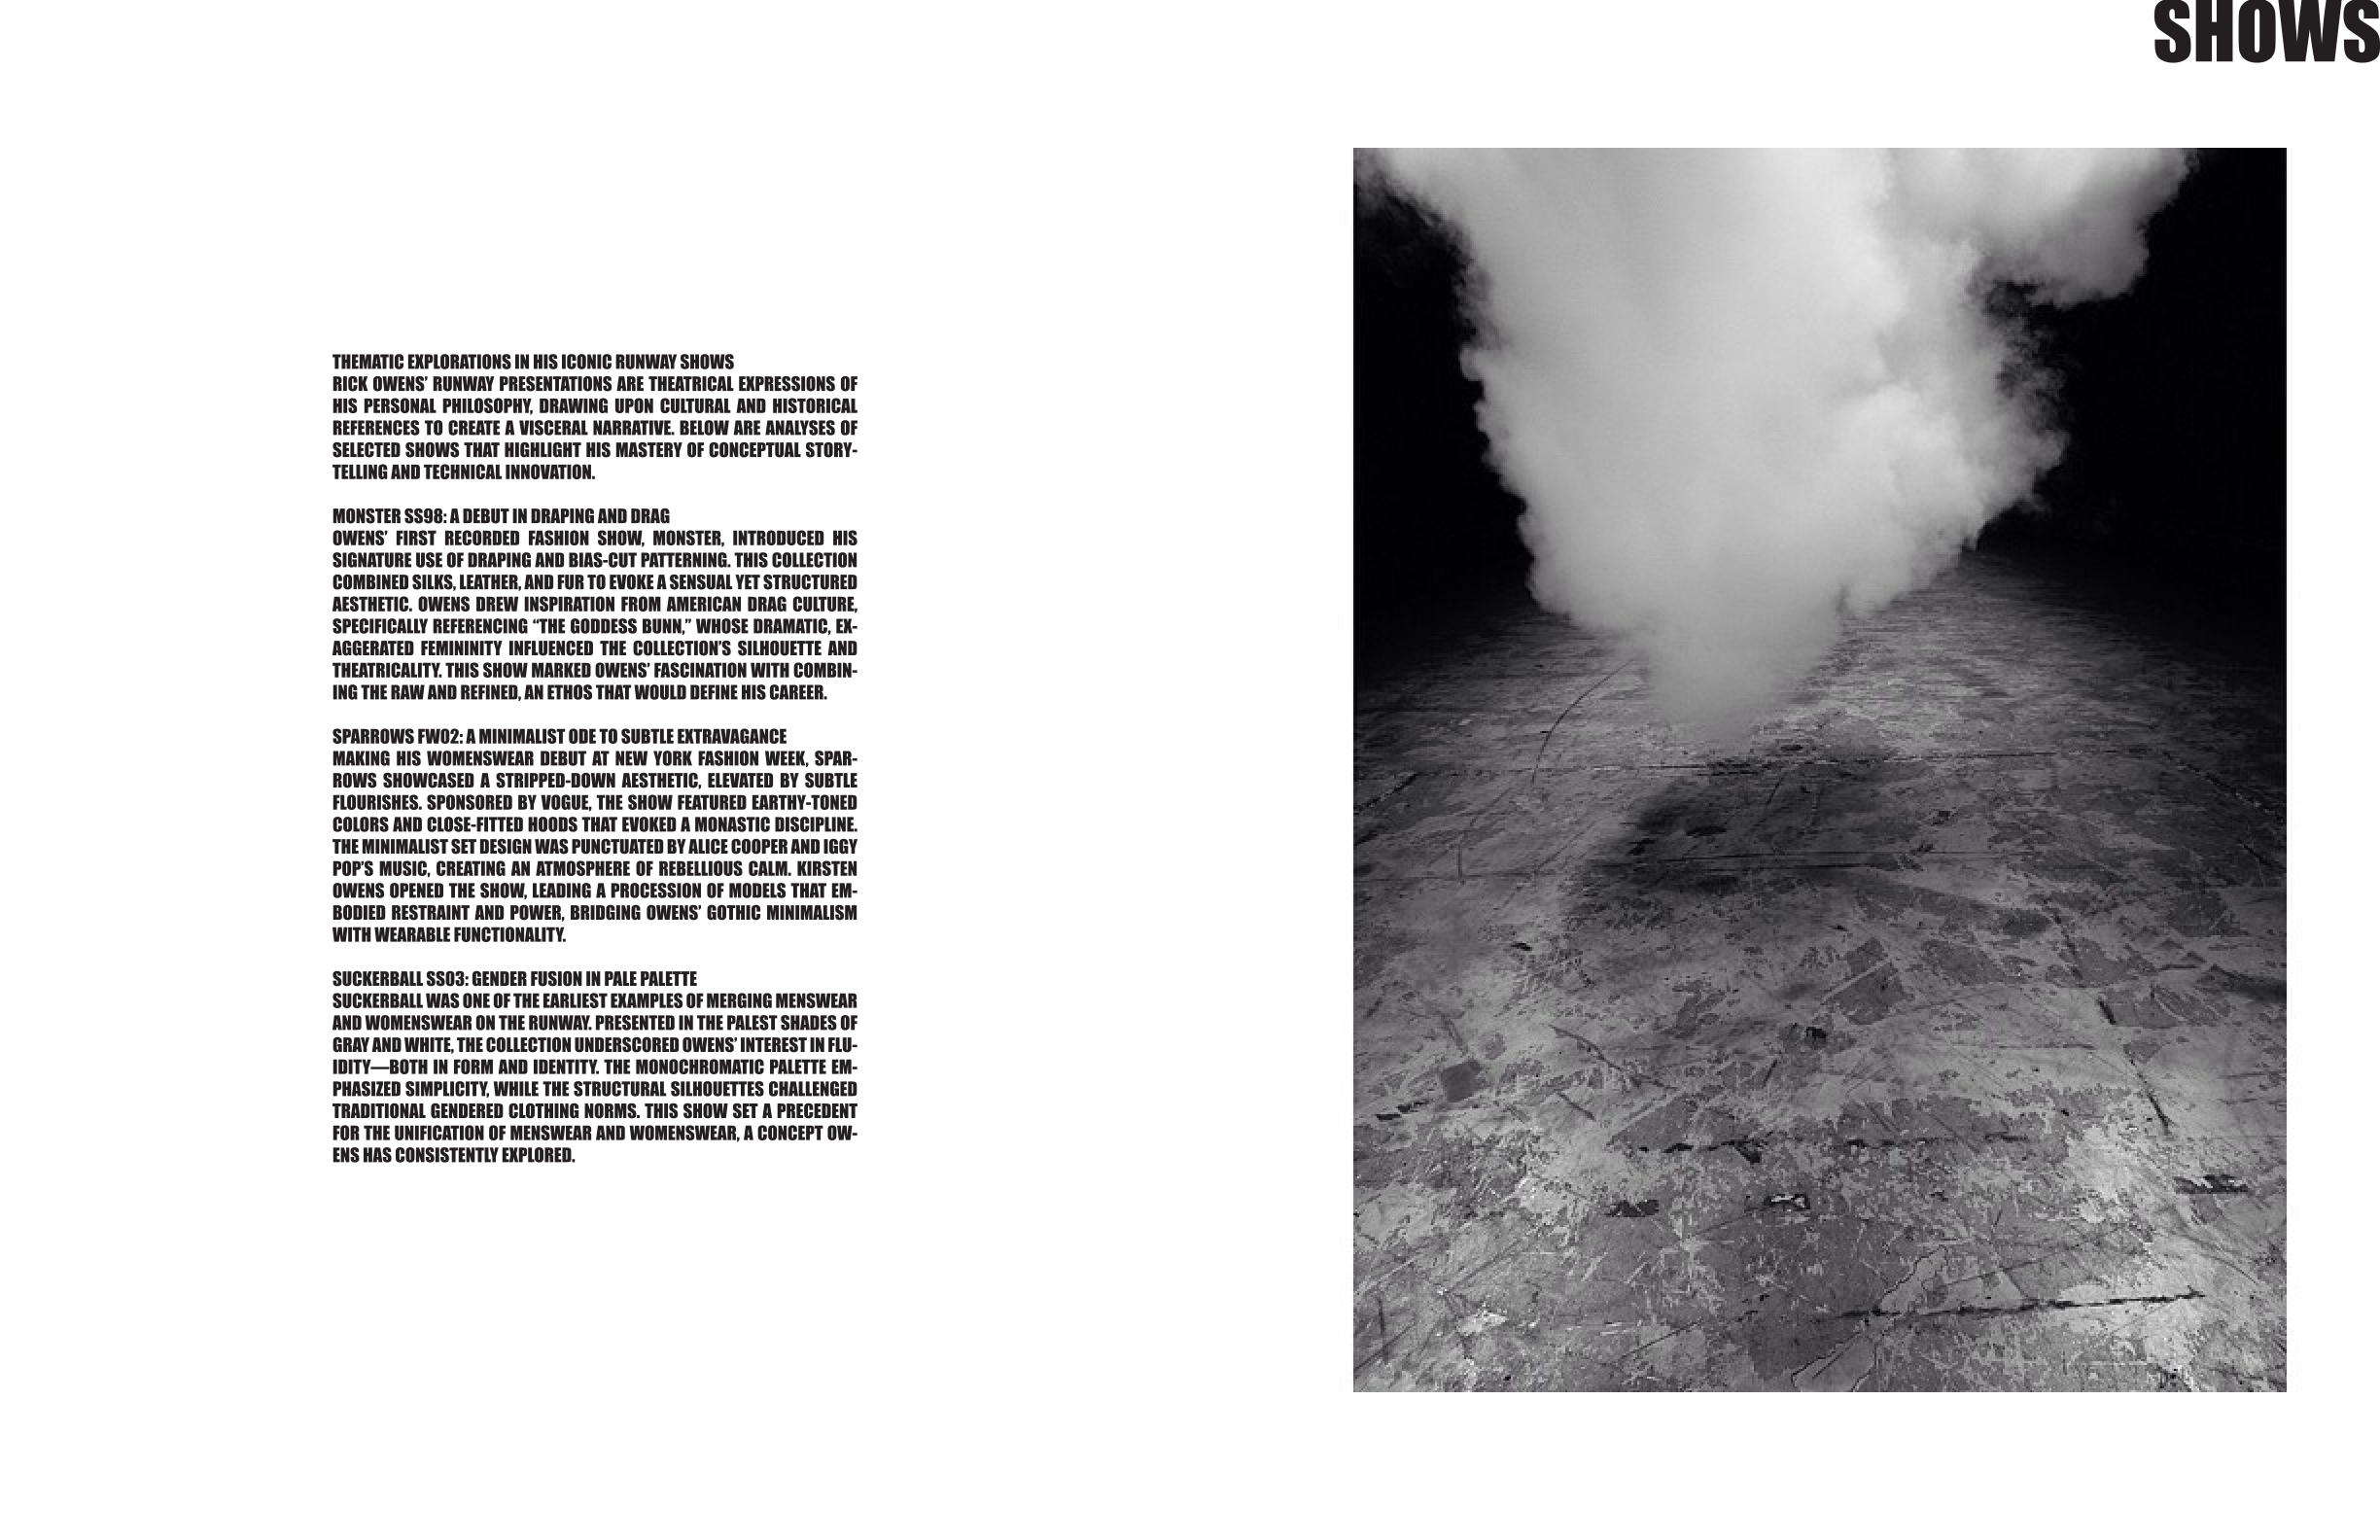 SHOWS
THEMATIC EXPLORATIONS IN HIS ICONIC RUNWAY SHOWS
RICK OWENS’ RUNWAY PRESENTATIONS ARE THEATRICAL EXPRESSIONS OF
HIS PERSONAL PHILOSOPHY, DRAWING UPON CULTURAL AND HISTORICAL
REFERENCES TO CREATE A VISCERAL NARRATIVE. BELOW ARE ANALYSES OF
SELECTED SHOWS THAT HIGHLIGHT HIS MASTERY OF CONCEPTUAL STORY-
TELLING AND TECHNICAL INNOVATION.
MONSTER SS98: A DEBUT IN DRAPING AND DRAG
OWENS’ FIRST RECORDED FASHION SHOW, MONSTER, INTRODUCED HIS
SIGNATURE USE OF DRAPING AND BIAS-CUT PATTERNING. THIS COLLECTION
COMBINED SILKS, LEATHER, AND FUR TO EVOKE A SENSUAL YET STRUCTURED
AESTHETIC. OWENS DREW INSPIRATION FROM AMERICAN DRAG CULTURE,
SPECIFICALLY REFERENCING “THE GODDESS BUNN,” WHOSE DRAMATIC, EX-
AGGERATED FEMININITY INFLUENCED THE COLLECTION’S SILHOUETTE AND
THEATRICALITY. THIS SHOW MARKED OWENS’ FASCINATION WITH COMBIN-
ING THE RAW AND REFINED, AN ETHOS THAT WOULD DEFINE HIS CAREER.
SPARROWS FW02: A MINIMALIST ODE TO SUBTLE EXTRAVAGANCE
MAKING HIS WOMENSWEAR DEBUT AT NEW YORK FASHION WEEK, SPAR-
ROWS SHOWCASED A STRIPPED-DOWN AESTHETIC, ELEVATED BY SUBTLE
FLOURISHES. SPONSORED BY VOGUE, THE SHOW FEATURED EARTHY-TONED
COLORS AND CLOSE-FITTED HOODS THAT EVOKED A MONASTIC DISCIPLINE.
THE MINIMALIST SET DESIGN WAS PUNCTUATED BY ALICE COOPER AND IGGY
POP’S MUSIC, CREATING AN ATMOSPHERE OF REBELLIOUS CALM. KIRSTEN
OWENS OPENED THE SHOW, LEADING A PROCESSION OF MODELS THAT EM-
BODIED RESTRAINT AND POWER, BRIDGING OWENS’ GOTHIC MINIMALISM
WITH WEARABLE FUNCTIONALITY.
SUCKERBALL SS03: GENDER FUSION IN PALE PALETTE
SUCKERBALL WAS ONE OF THE EARLIEST EXAMPLES OF MERGING MENSWEAR
AND WOMENSWEAR ON THE RUNWAY. PRESENTED IN THE PALEST SHADES OF
GRAY AND WHITE, THE COLLECTION UNDERSCORED OWENS’ INTEREST IN FLU-
IDITY—BOTH IN FORM AND IDENTITY. THE MONOCHROMATIC PALETTE EM-
PHASIZED SIMPLICITY, WHILE THE STRUCTURAL SILHOUETTES CHALLENGED
TRADITIONAL GENDERED CLOTHING NORMS. THIS SHOW SET A PRECEDENT
FOR THE UNIFICATION OF MENSWEAR AND WOMENSWEAR, A CONCEPT OW-
ENS HAS CONSISTENTLY EXPLORED.